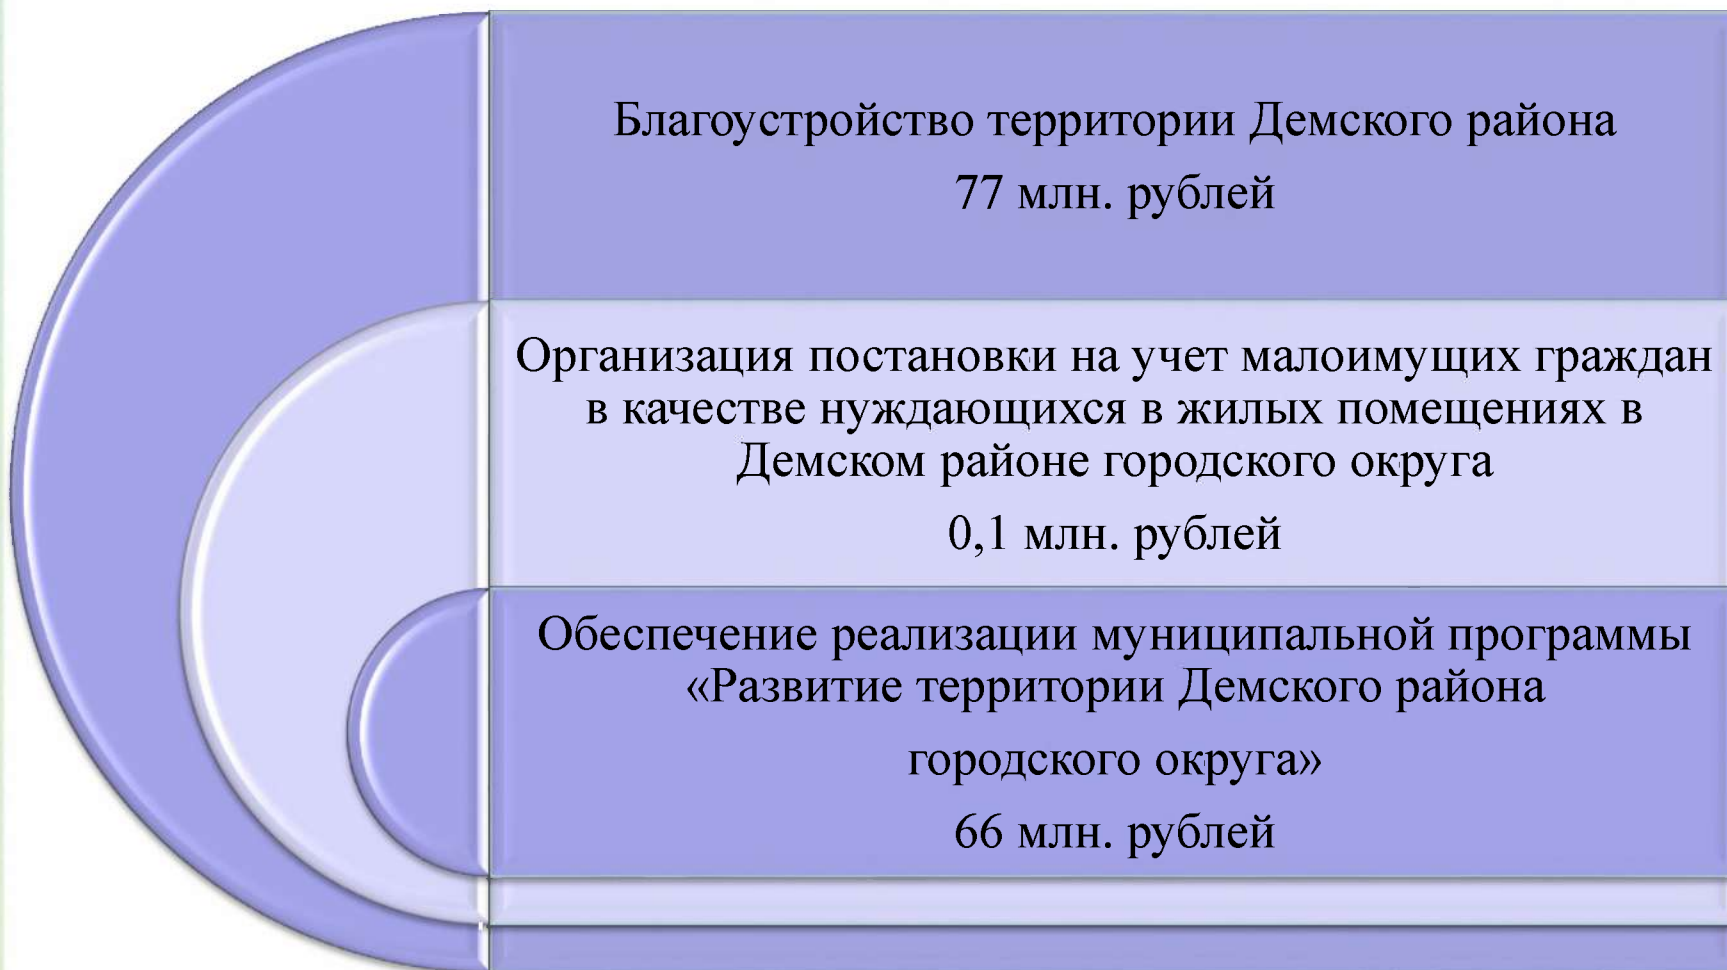 Благоустройство территории Демского района
77 млн. рублей
Организация постановки на учет малоимущих граждан
в качестве нуждающихся в жилых помещениях в
Демском районе городского округа
0,1 млн. рублей
Обеспечение реализации муниципальной программы
«Развитие территории Демского района
городского округа»
66 млн. рублей